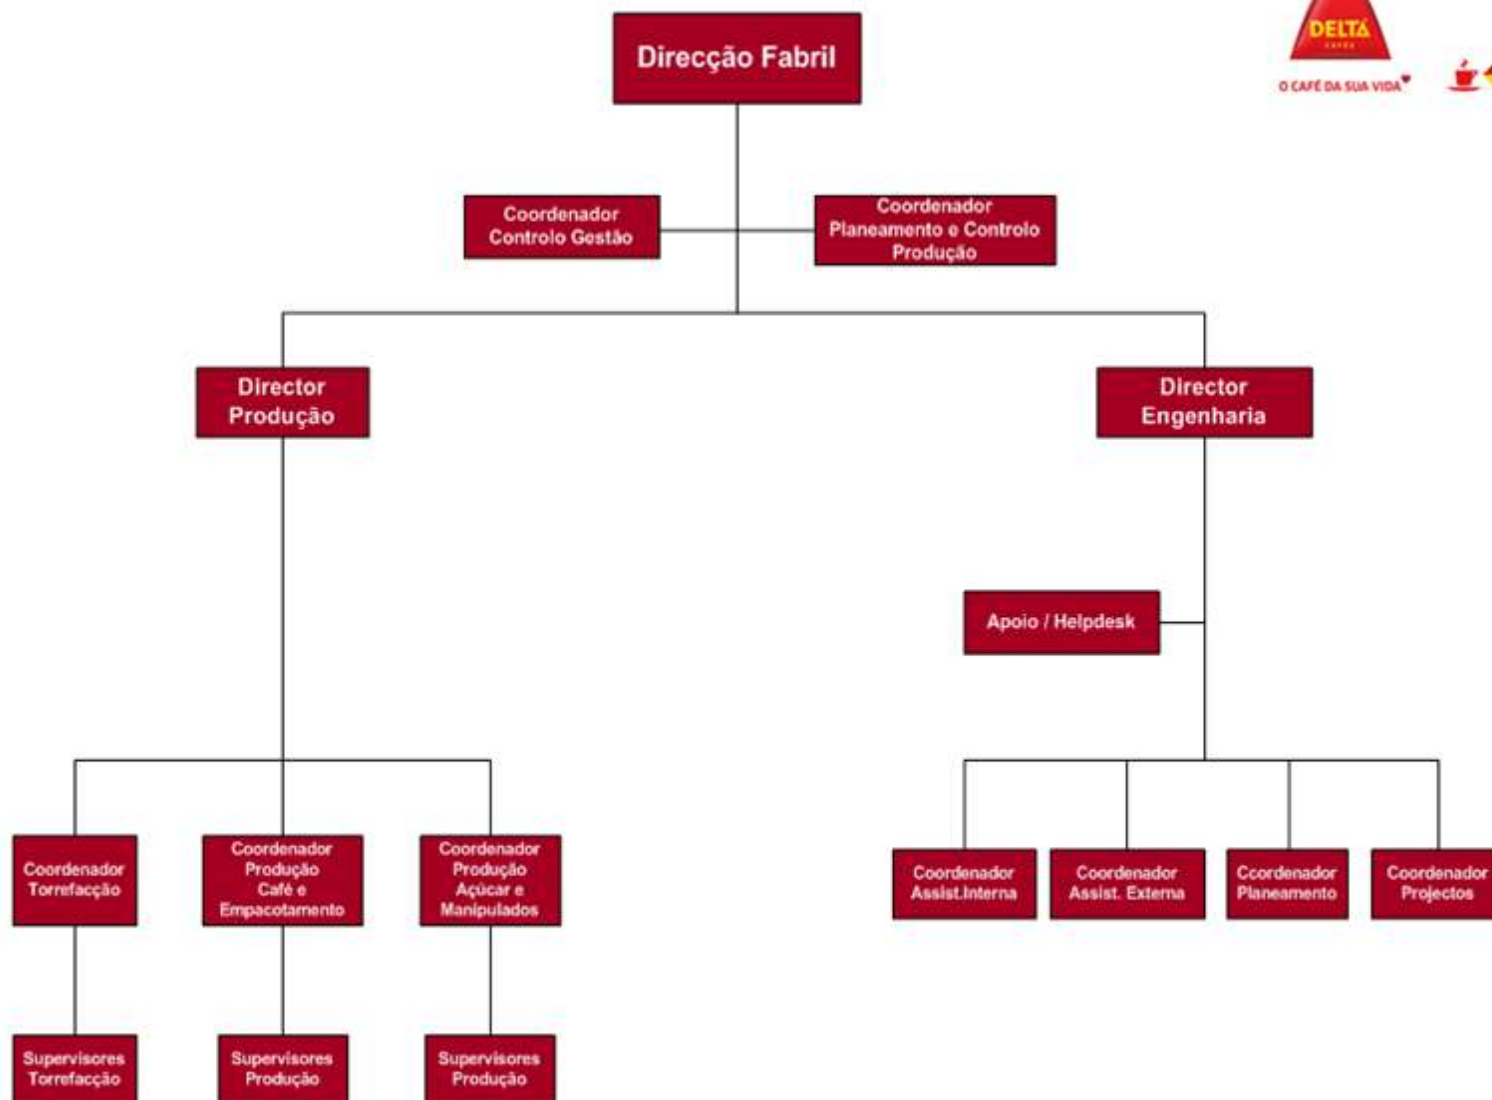 Direcção Fabril
DELTA
CAFÉS
O CAFÉ DA SUA VIDA
Coordenador
Controlo Gestão
Coordenador
Planeamento e Controlo
Produção
Director
Produção
Director
Engenharia
Apoio / Helpdesk
Coordenador
Torrefacção
Coordenador
Produção
Café e
Empacotamento
Coordenador
Produção
Açúcar e
Manipulados
Coordenador
Assist.Interna
Coordenador
Assist. Externa
Coordenador
Planeamento
Coordenador
Projectos
Supervisores
Torrefacção
Supervisores
Produção
Supervisores
Produção